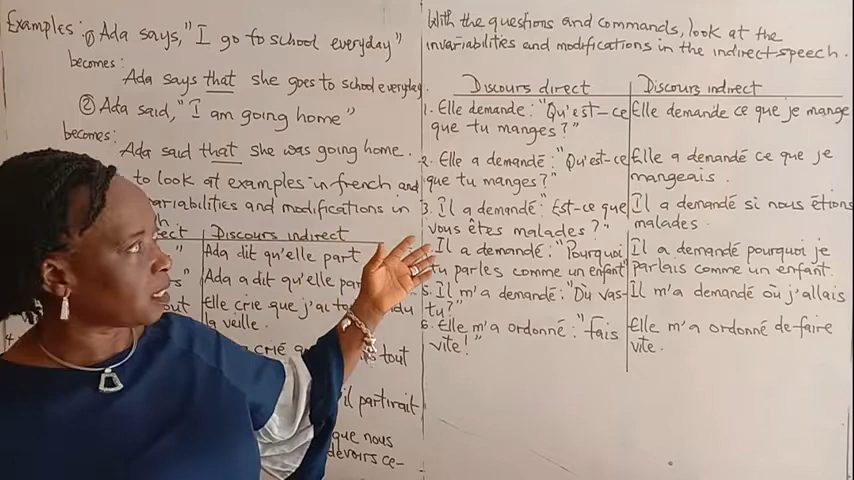 Examples: ① Ada says, "I go to school everyday"
becomes:
Ada says that she goes to school everyday.
② Ada said, "I am going home"
becomes:
Ada said that she was going home.
to look at examples in french and
variabilities and modifications in
Discours indirect
Ada dit qu'elle part
Ada a dit qu'elle
Elle crie que j'ai
la veille.
4.
crié
tout
partirait
que nous
devoirs ce-
With the questions and commands, look at the
invariabilities and modifications in the indirect speech.
Discours direct Discours indirect
1. Elle demande: "Qu'est-ce Elle demande ce que je mange
que tu manges?"
2. Elle a demandé: "Qu'est-ce Elle a demandé ce que je
que tu manges?" mangeais.
3. Il a demandé: "Est-ce que Il a demandé si nous étions
vous êtes malades?" malades.
Il a demandé: "Pourquoi Il a demandé pourquoi je
tu parles comme un enfant" parlais comme un enfant.
5. Il m'a demandé: "Où vas- Il m'a demandé où j'allais
tu?"
6. Elle m'a ordonné: "fais Elle m'a ordonné de faire
vite!" vite.